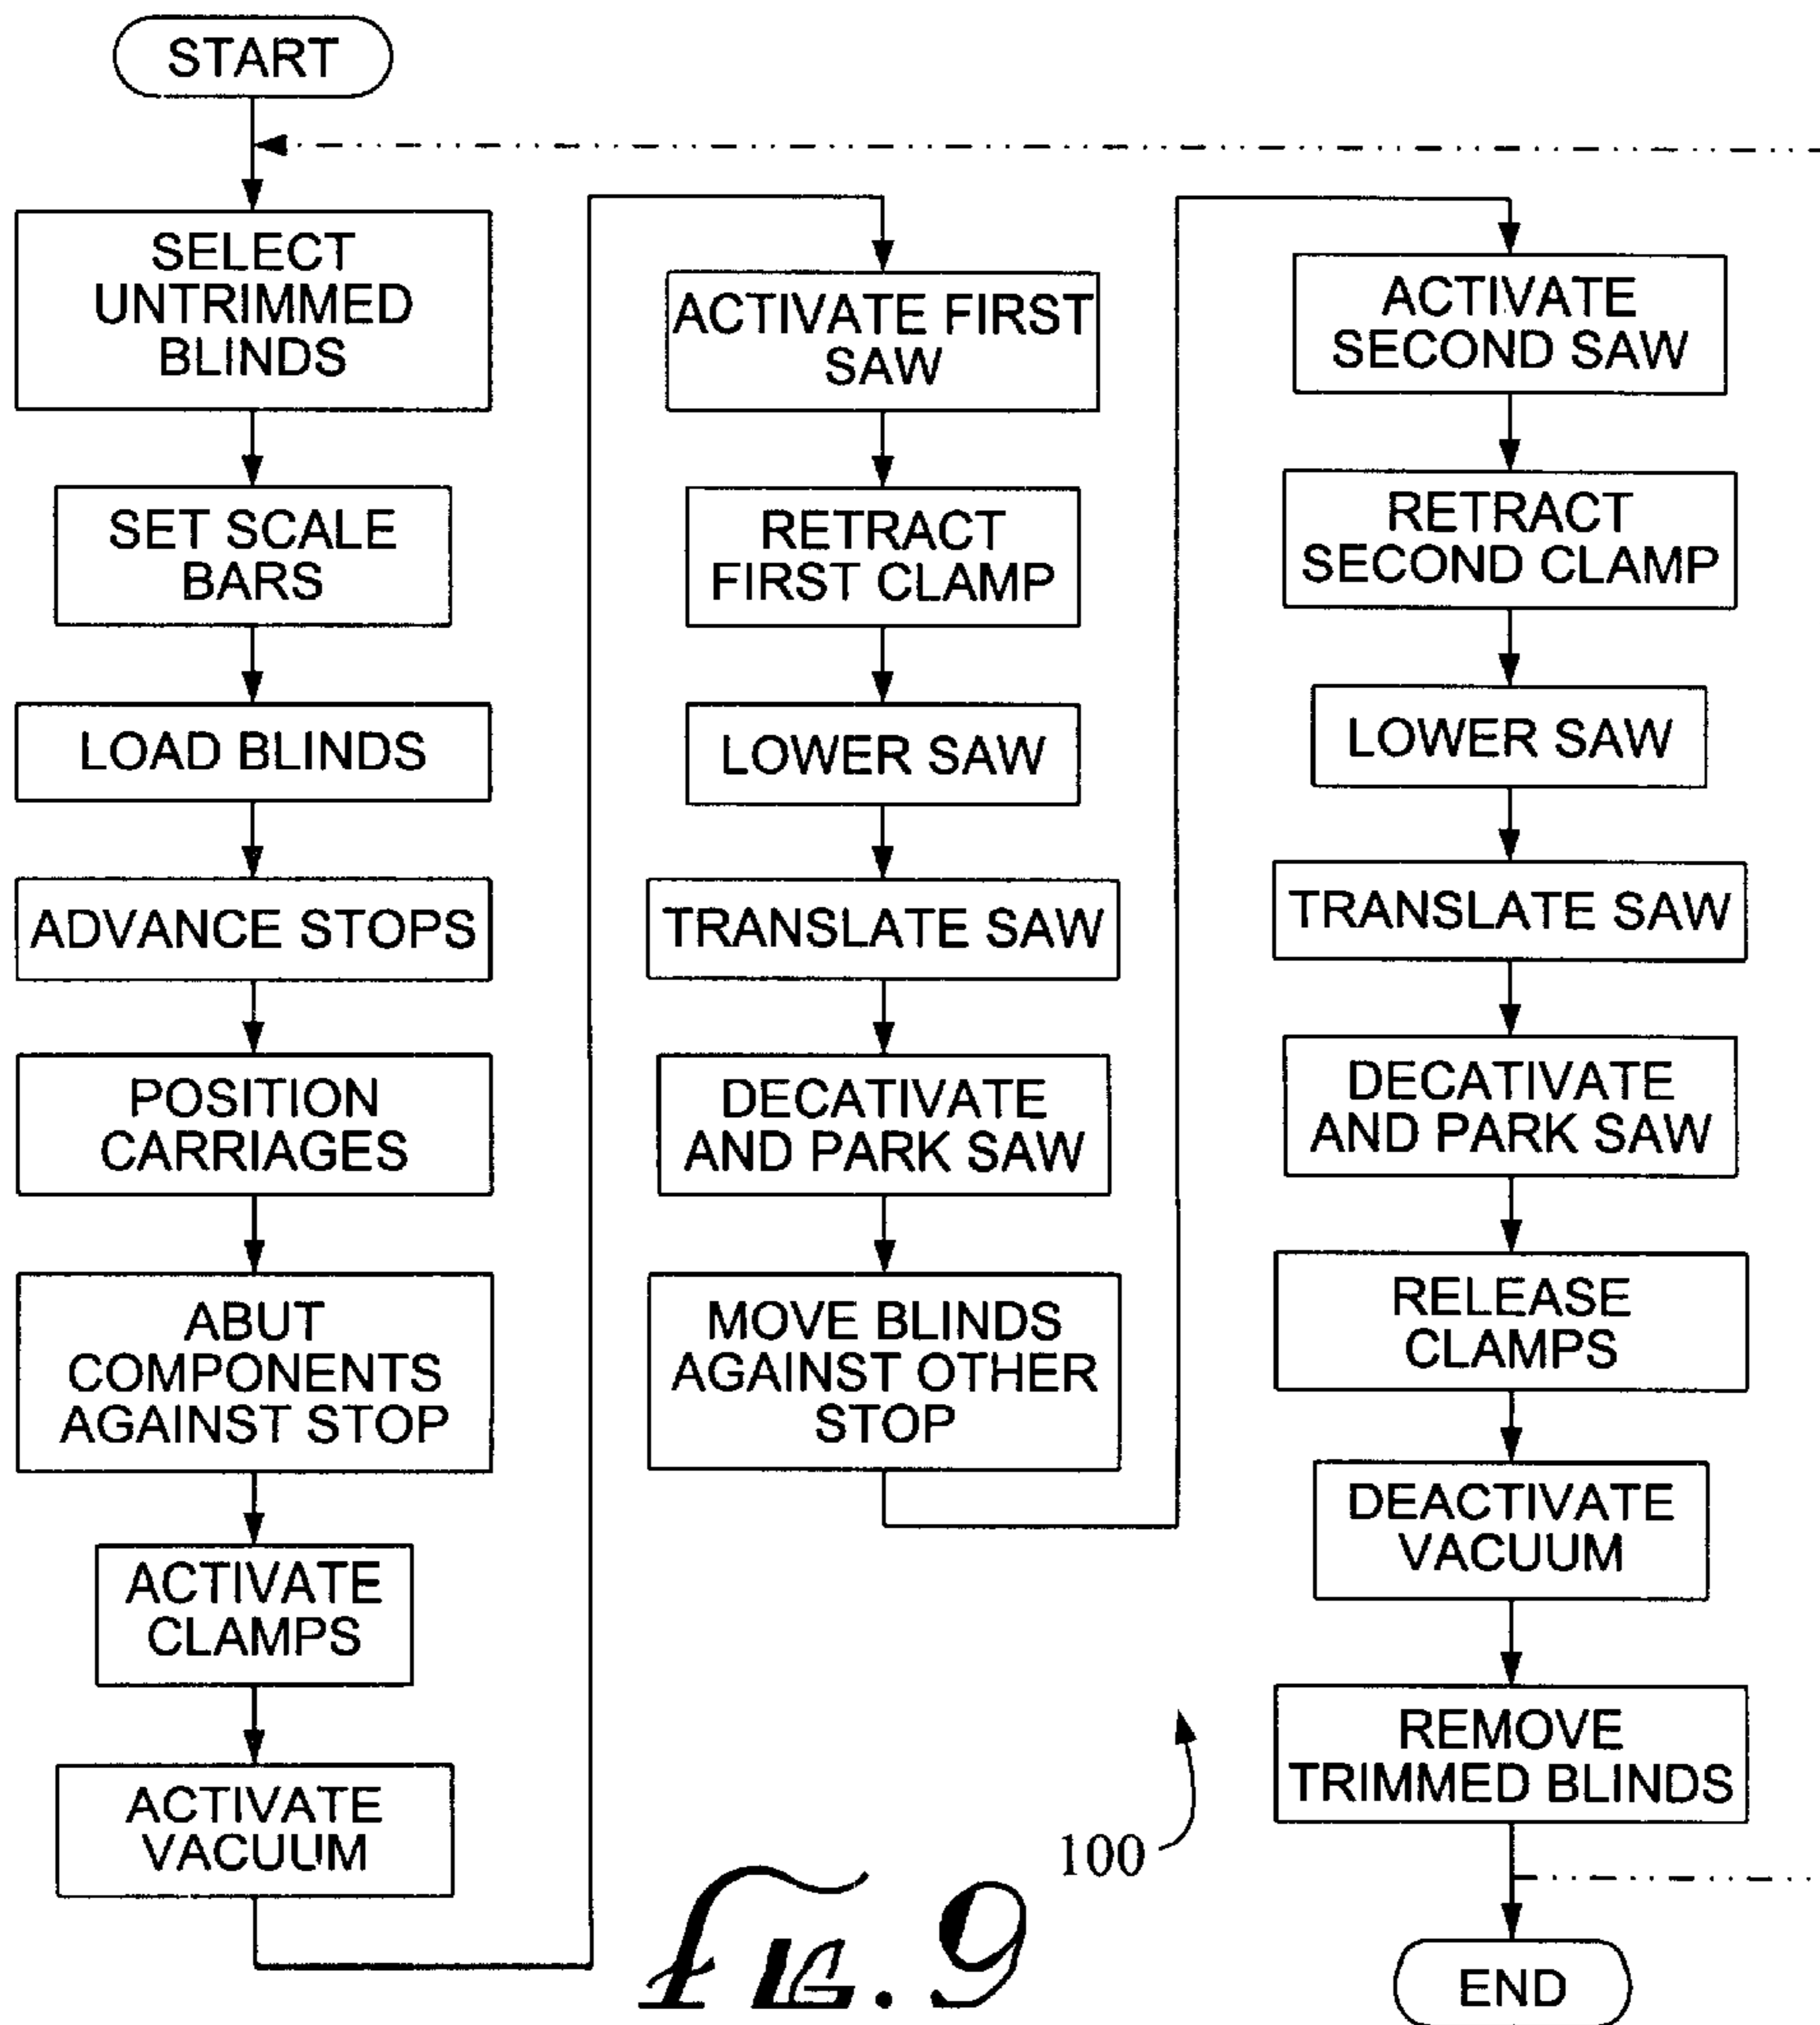 START
SELECT
UNTRIMMED
BLINDS
SET SCALE
BARS
LOAD BLINDS
ADVANCE STOPS
POSITION
CARRIAGES
ABUT
COMPONENTS
AGAINST STOP
ACTIVATE
CLAMPS
ACTIVATE
VACUUM
ACTIVATE FIRST
SAW
RETRACT
FIRST CLAMP
LOWER SAW
TRANSLATE SAW
DECATIVATE
AND PARK SAW
MOVE BLINDS
AGAINST OTHER
STOP
ACTIVATE
SECOND SAW
RETRACT
SECOND CLAMP
LOWER SAW
TRANSLATE SAW
DECATIVATE
AND PARK SAW
RELEASE
CLAMPS
DEACTIVATE
VACUUM
REMOVE
TRIMMED BLINDS
END
100
FIG. 9